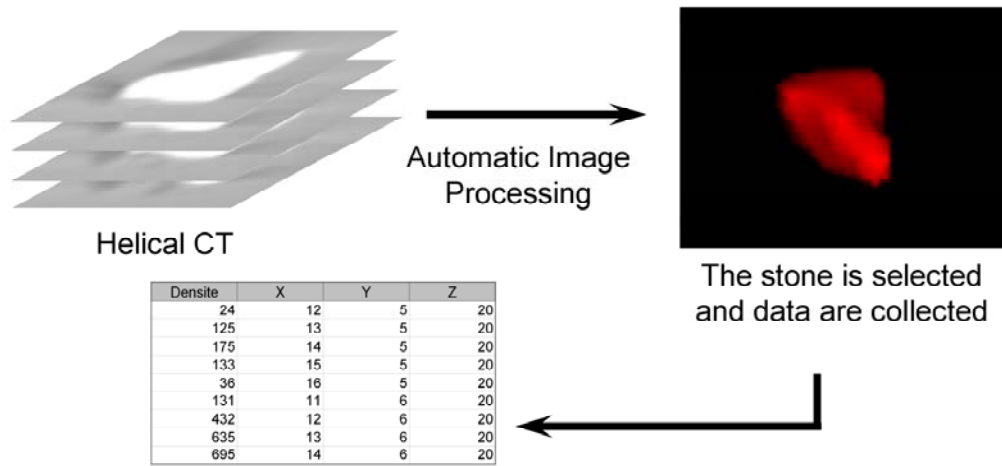 Automatic Image
Processing
Helical CT
The stone is selected
and data are collected
Densite X Y Z
24 12 5 20
125 13 5 20
175 14 5 20
133 15 5 20
36 16 5 20
131 11 6 20
432 12 6 20
635 13 6 20
695 14 6 20